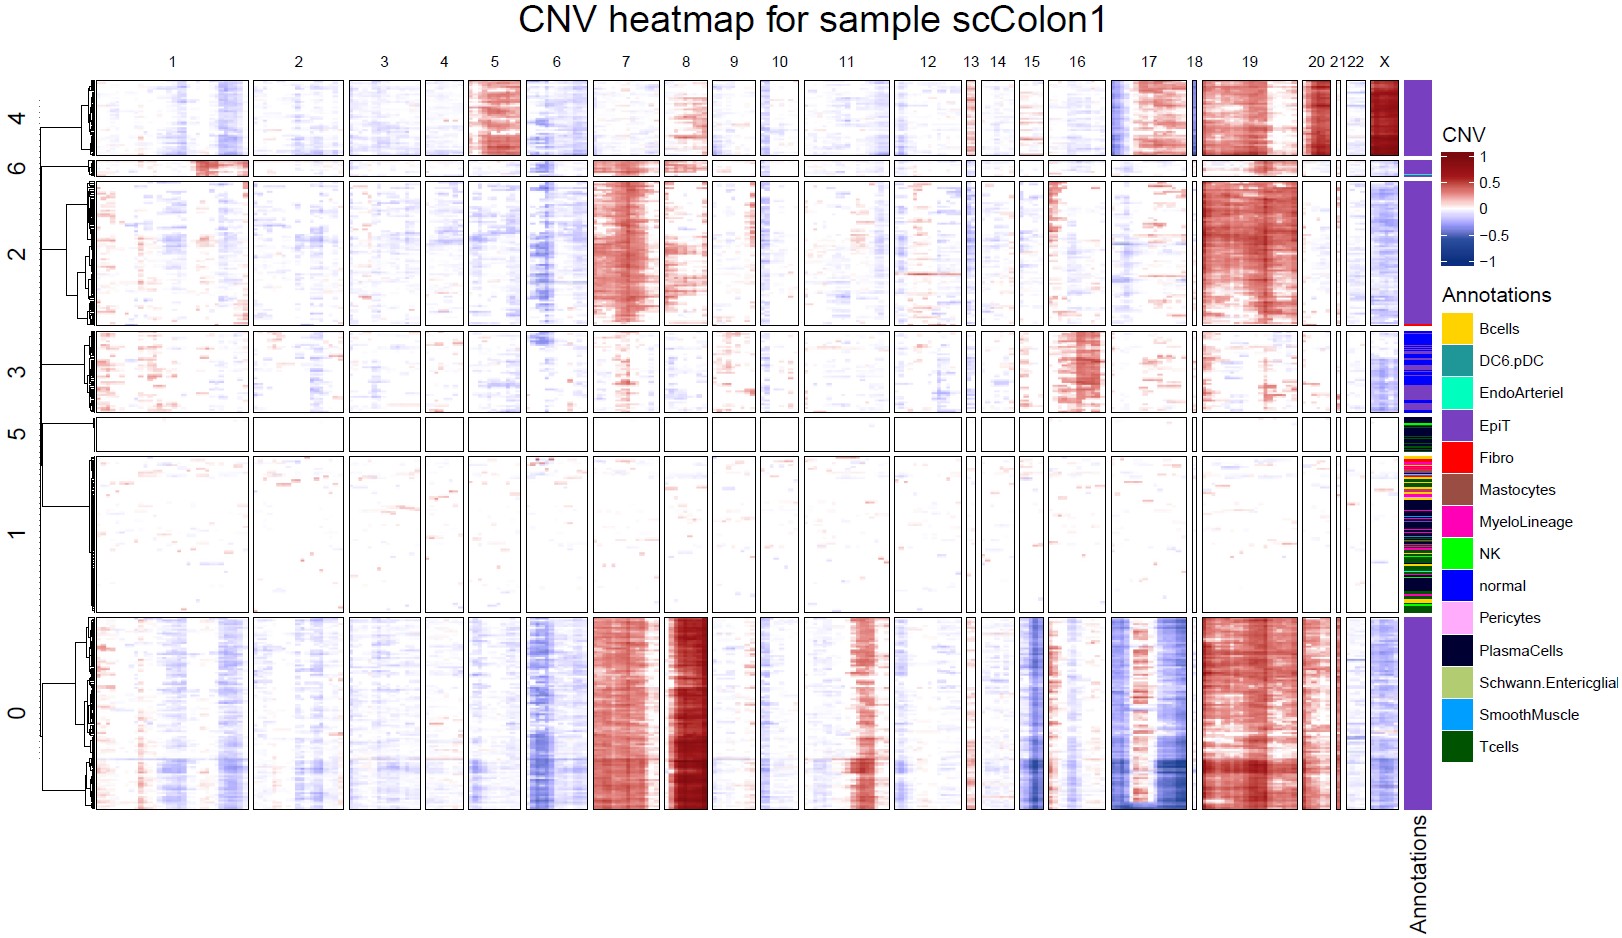 CNV heatmap for sample scColon1
1 2 3 4 5 6 7 8 9 10 11 12 13 14 15 16 17 18 19 20 21 22 X
4
6
2
3
5
1
0
CNV
1
0.5
0
−0.5
−1
Annotations
Bcells
DC6.pDC
EndoArteriel
EpiT
Fibro
Mastocytes
MyeloLineage
NK
normal
Pericytes
PlasmaCells
Schwann.Entericglial
SmoothMuscle
Tcells
Annotations